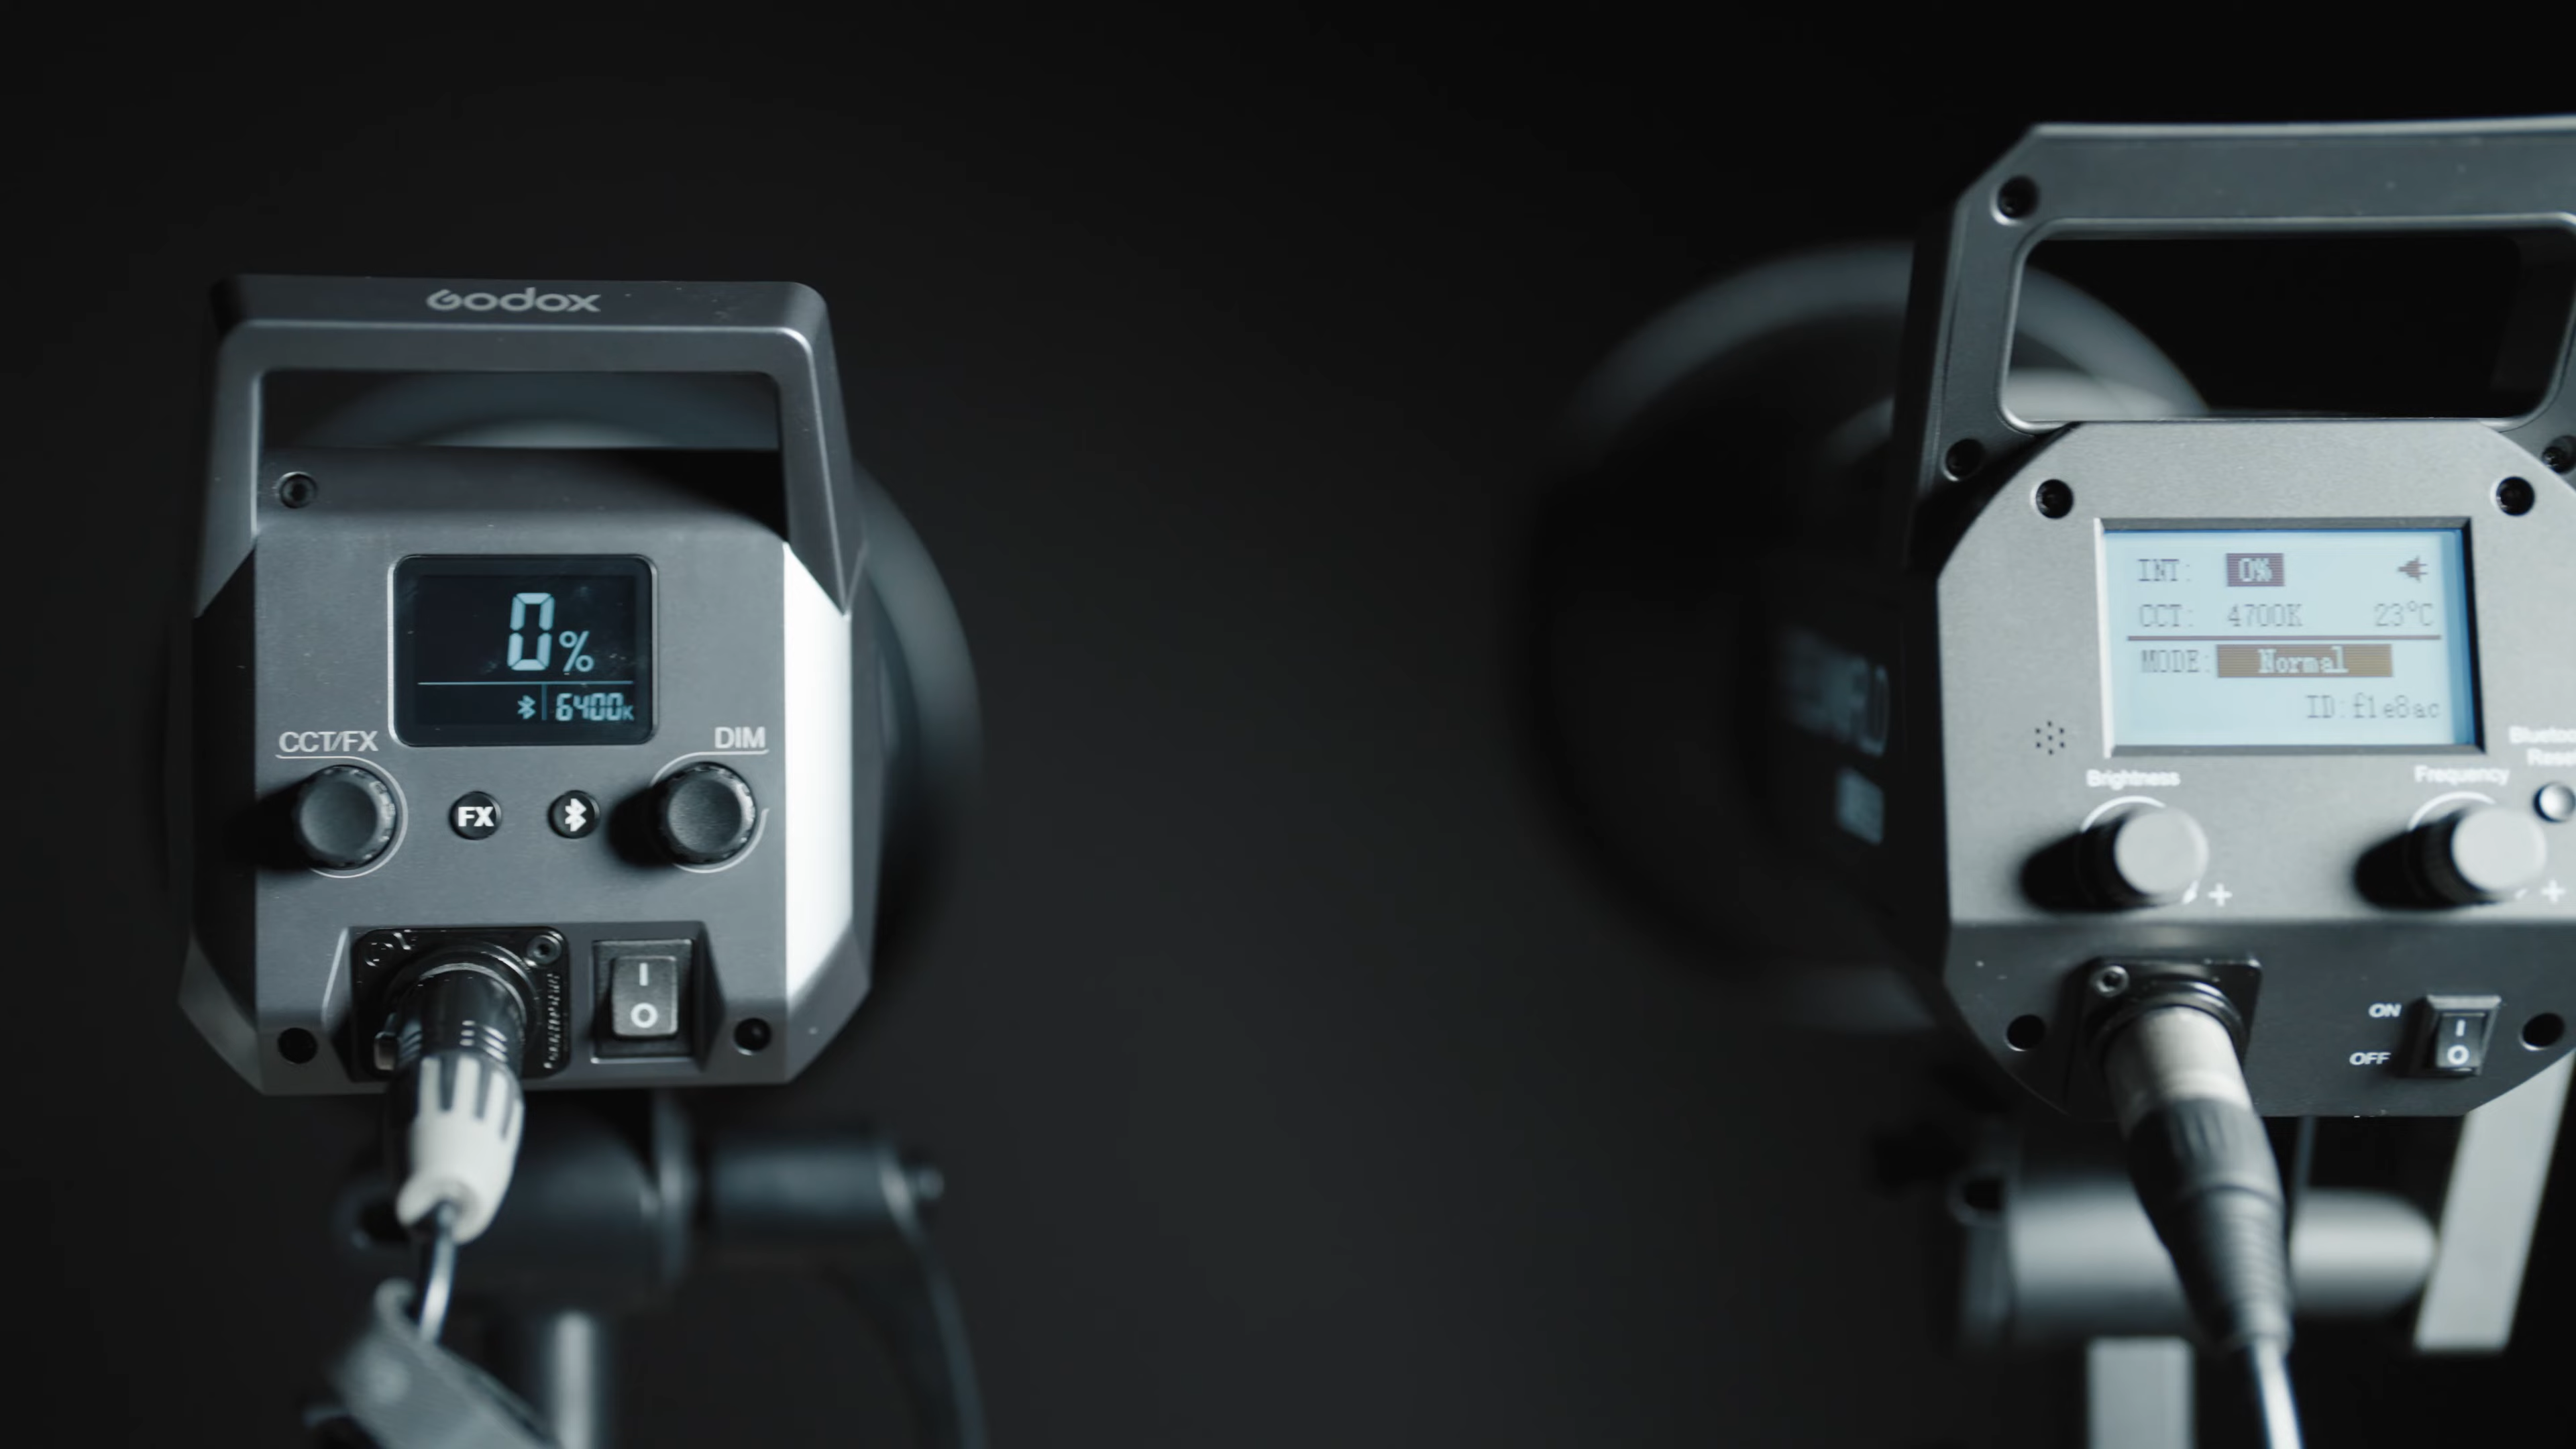 Godox
0%
6400K
CCT/FX
DIM
FX
I
O
INT: 0%
CCT: 4700K 23°C
MODE: Normal
ID:f1e8ac
Brightness
Frequency
+
+
ON
OFF
I
O